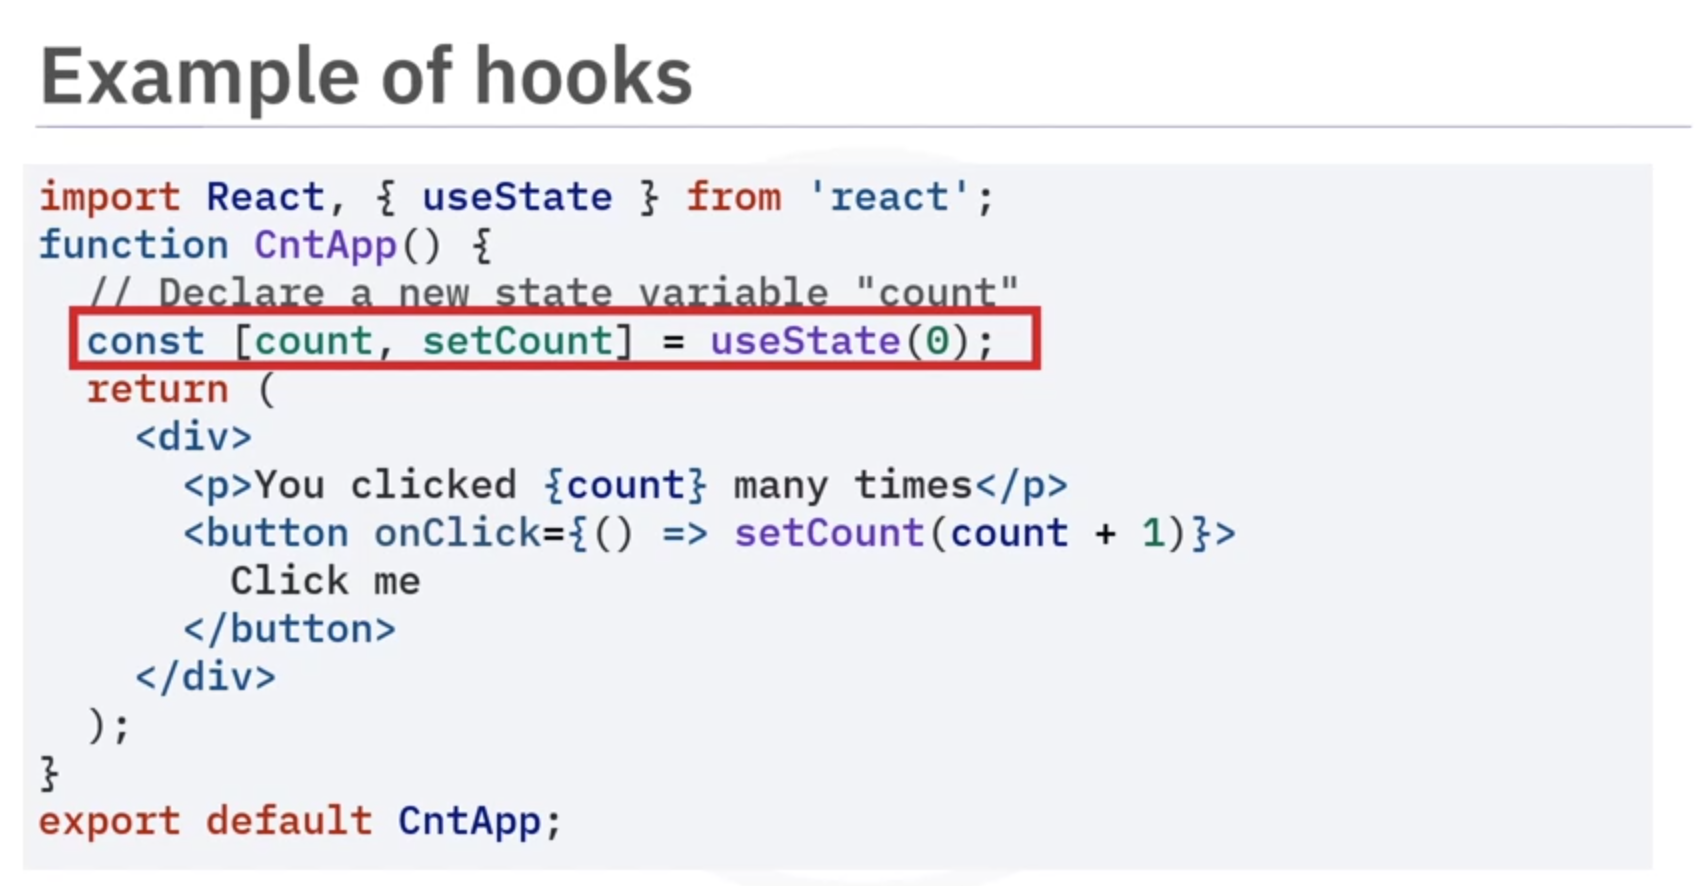 Example of hooks
import React, { useState } from 'react';
function CntApp() {
  // Declare a new state variable "count"
  const [count, setCount] = useState(0);
  return (
    <div>
      <p>You clicked {count} many times</p>
      <button onClick={() => setCount(count + 1)}>
        Click me
      </button>
    </div>
  );
}
export default CntApp;